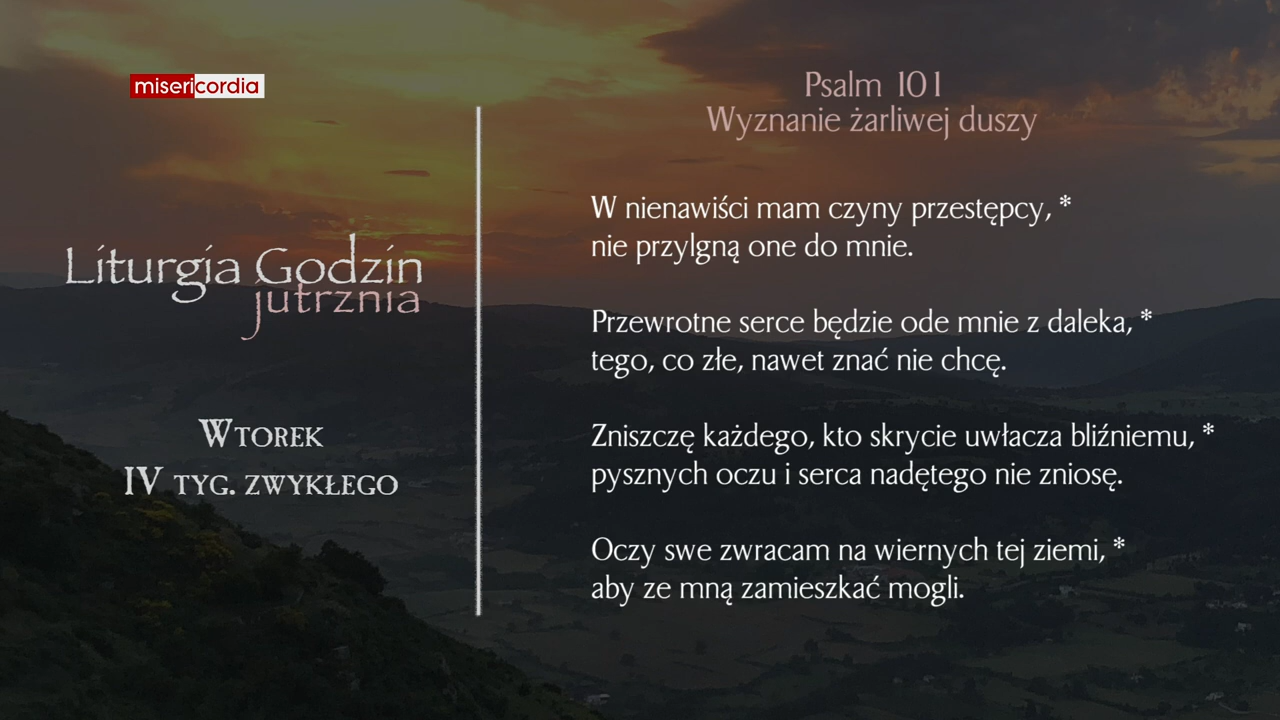 misericordia
Liturgia Godzin
jutrznia
Wtorek
IV tyg. zwykłego
Psalm 101
Wyznanie żarliwej duszy
W nienawiści mam czyny przestępcy, *
nie przylgną one do mnie.
Przewrotne serce będzie ode mnie z daleka, *
tego, co złe, nawet znać nie chcę.
Zniszczę każdego, kto skrycie uwłacza bliźniemu, *
pysznych oczu i serca nadętego nie zniosę.
Oczy swe zwracam na wiernych tej ziemi, *
aby ze mną zamieszkać mogli.